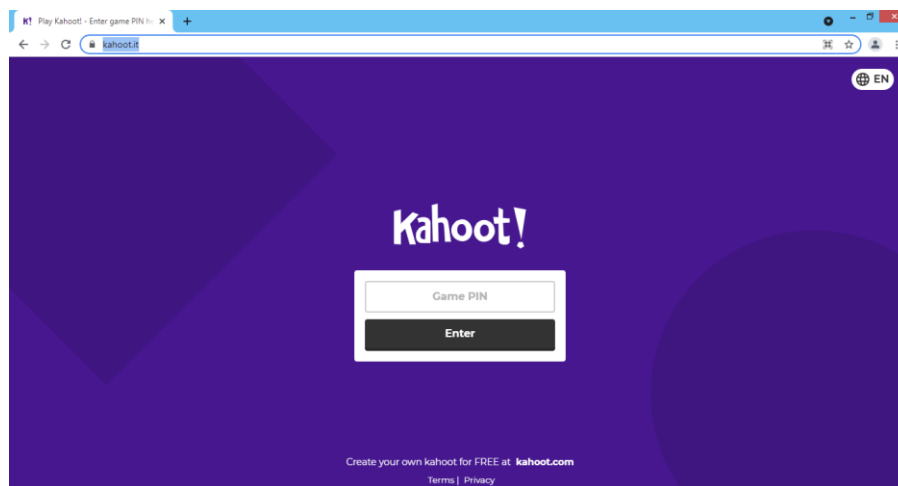 K! Play Kahoot! - Enter game PIN he
kahoot.it
EN
Kahoot!
Game PIN
Enter
Create your own kahoot for FREE at kahoot.com
Terms | Privacy